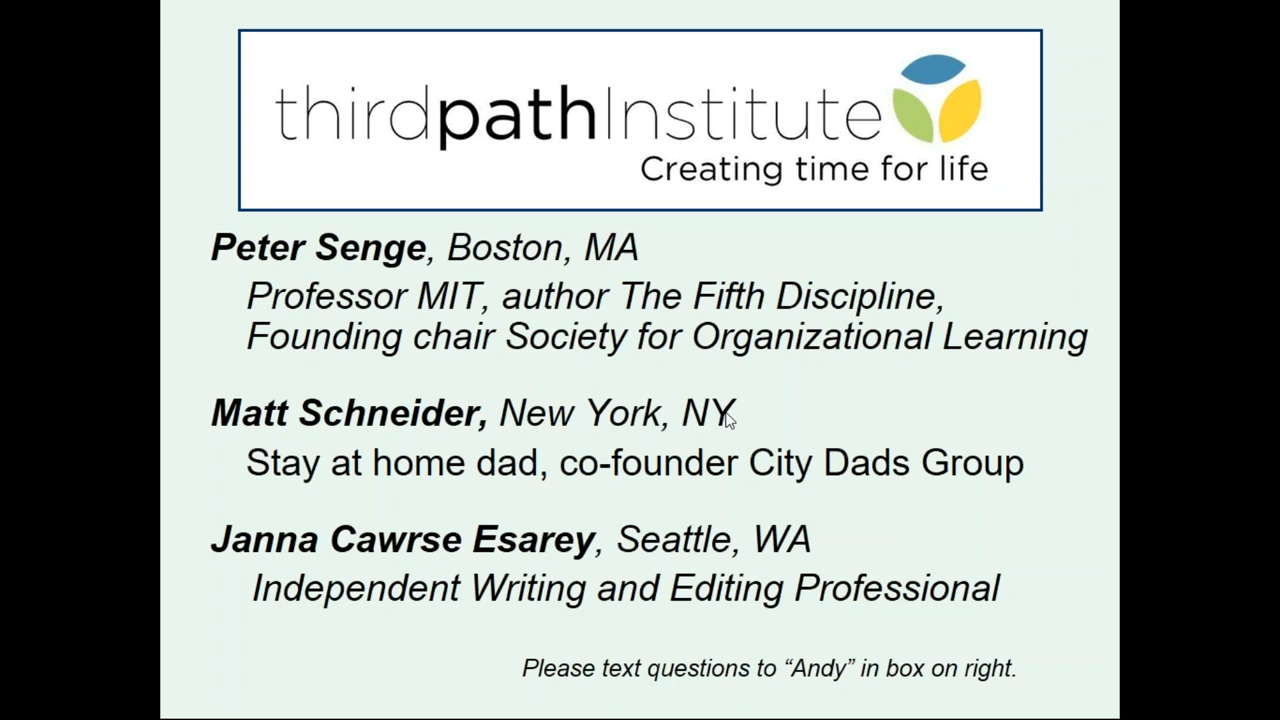 thirdpathInstitute
Creating time for life
Peter Senge, Boston, MA
Professor MIT, author The Fifth Discipline,
Founding chair Society for Organizational Learning
Matt Schneider, New York, NY
Stay at home dad, co-founder City Dads Group
Janna Cawrse Esarey, Seattle, WA
Independent Writing and Editing Professional
Please text questions to “Andy” in box on right.